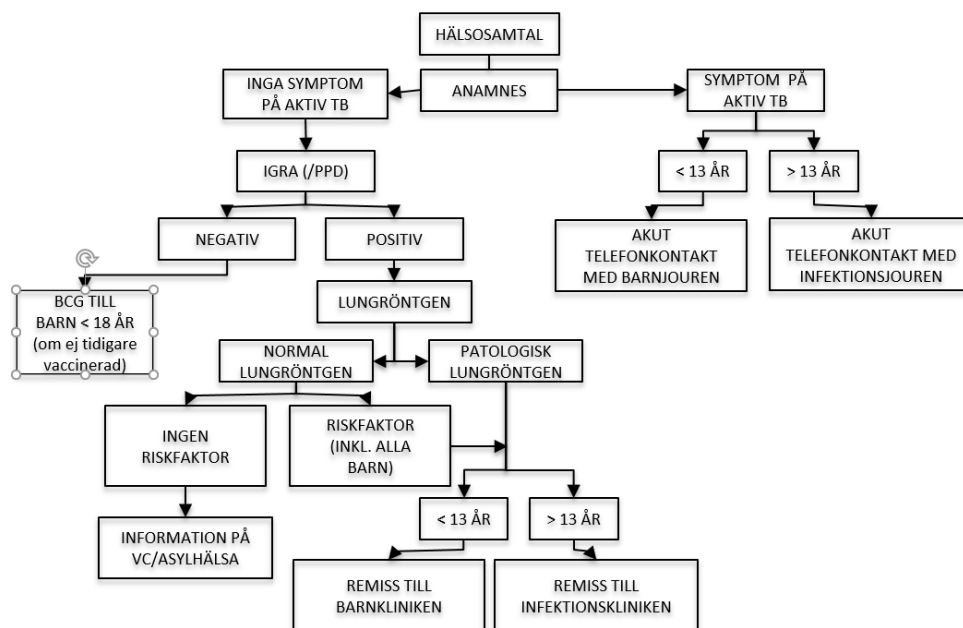 HÄLSOSAMTAL
INGA SYMPTOM
PÅ AKTIV TB
ANAMNES
SYMPTOM PÅ
AKTIV TB
IGRA (/PPD)
< 13 ÅR
> 13 ÅR
NEGATIV
POSITIV
AKUT
TELEFONKONTAKT
MED BARNJOUREN
AKUT
TELEFONKONTAKT MED
INFEKTIONSJOUREN
BCG TILL
BARN < 18 ÅR
(om ej tidigare
vaccinerad)
LUNGRÖNTGEN
NORMAL
LUNGRÖNTGEN
PATOLOGISK
LUNGRÖNTGEN
INGEN
RISKFAKTOR
RISKFAKTOR
(INKL. ALLA
BARN)
< 13 ÅR
> 13 ÅR
INFORMATION PÅ
VC/ASYLHÄLSA
REMISS TILL
BARNKLINIKEN
REMISS TILL
INFEKTIONSKLINIKEN